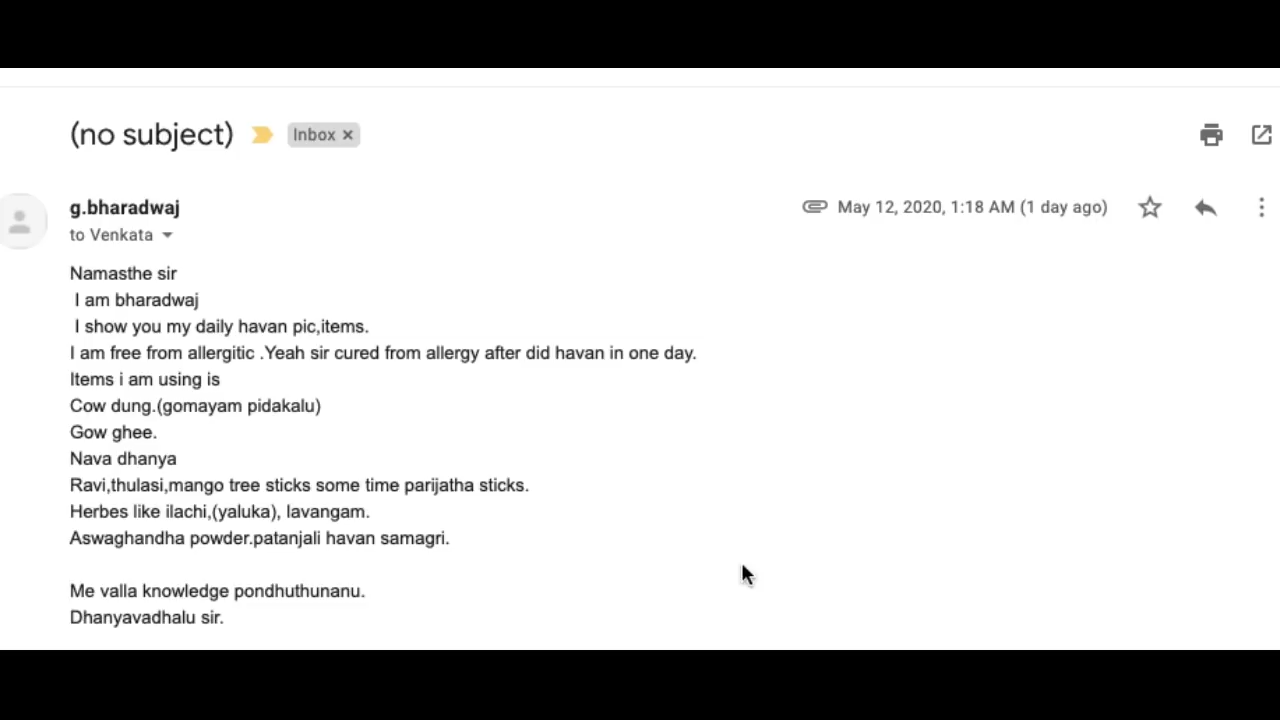 (no subject) Inbox ×
g.bharadwaj May 12, 2020, 1:18 AM (1 day ago)
to Venkata
Namasthe sir
I am bharadwaj
I show you my daily havan pic,items.
I am free from allergitic .Yeah sir cured from allergy after did havan in one day.
Items i am using is
Cow dung.(gomayam pidakalu)
Gow ghee.
Nava dhanya
Ravi,thulasi,mango tree sticks some time parijatha sticks.
Herbes like ilachi,(yaluka), lavangam.
Aswaghandha powder.patanjali havan samagri.
Me valla knowledge pondhuthunanu.
Dhanyavadhalu sir.